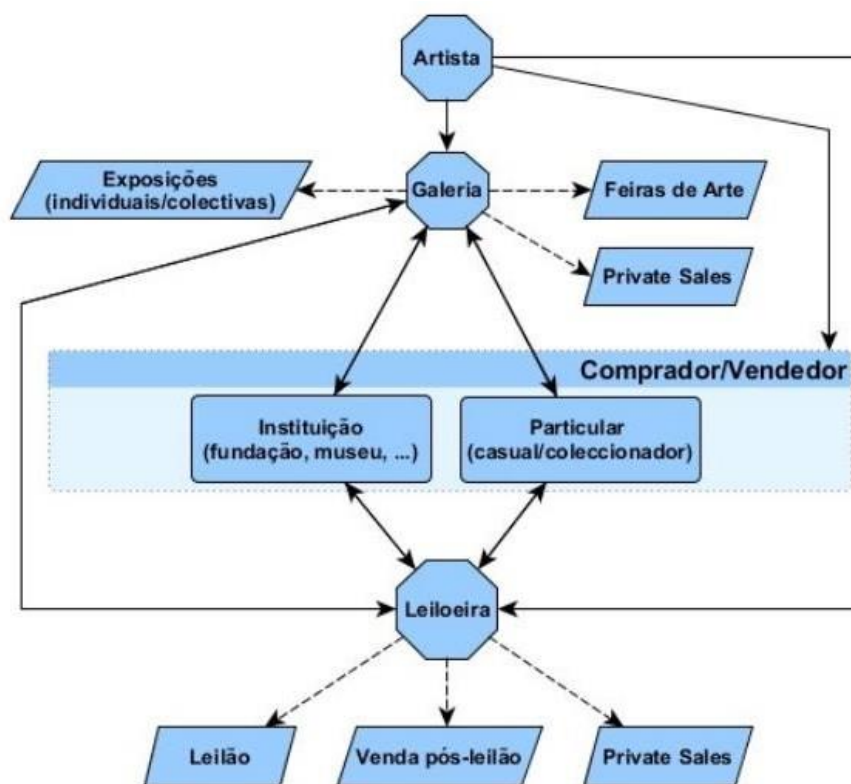 Artista
Exposições
(individuais/colectivas)
Galeria
Feiras de Arte
Private Sales
Comprador/Vendedor
Instituição
(fundação, museu, ...)
Particular
(casual/coleccionador)
Leiloeira
Leilão
Venda pós-leilão
Private Sales